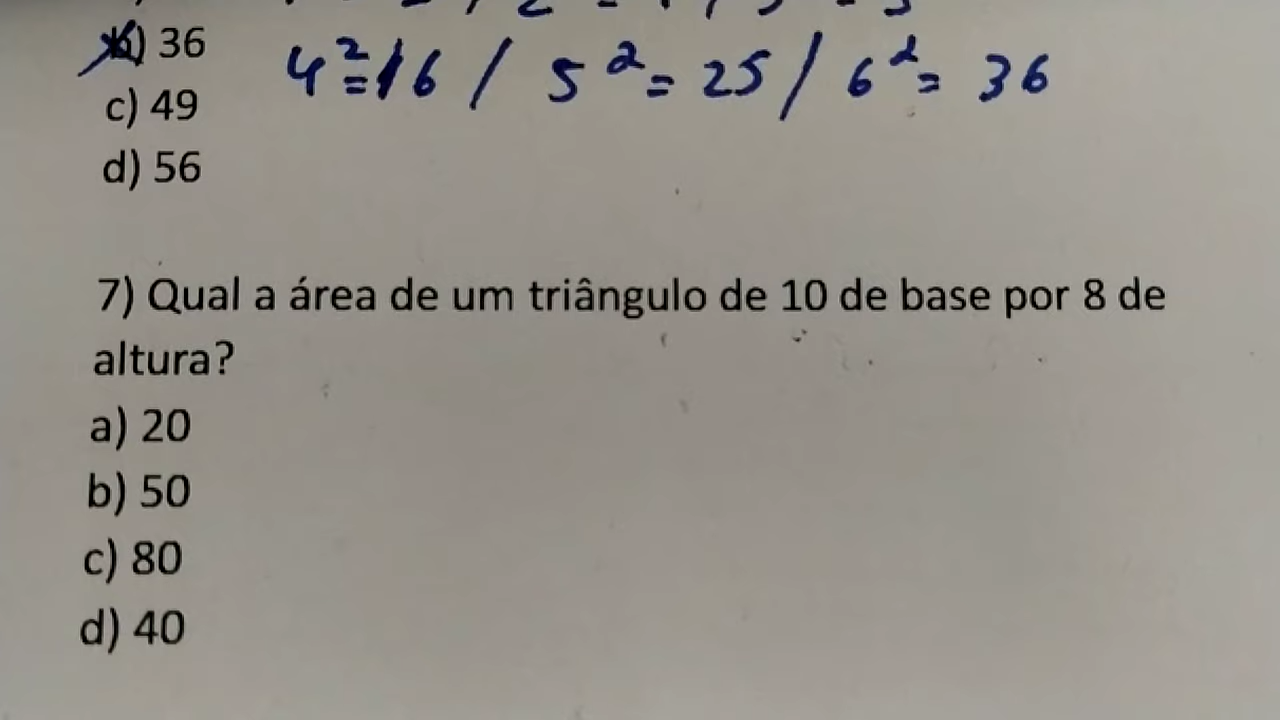 b) 36
4²=16 / 5²= 25 / 6²= 36
c) 49
d) 56
7) Qual a área de um triângulo de 10 de base por 8 de
altura?
a) 20
b) 50
c) 80
d) 40